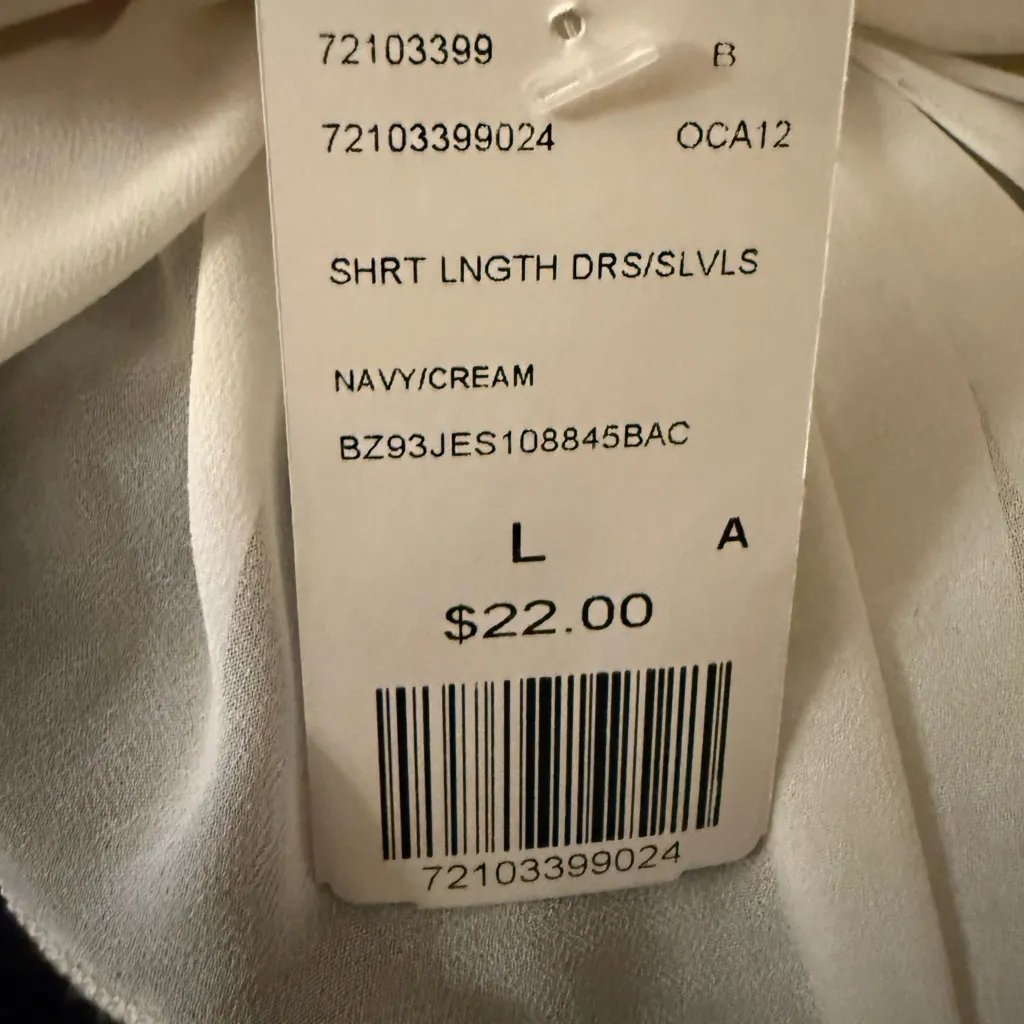 72103399 B
72103399024 OCA12
SHRT LNGTH DRS/SLVLS
NAVY/CREAM
BZ93JES108845BAC
L A
$22.00
72103399024